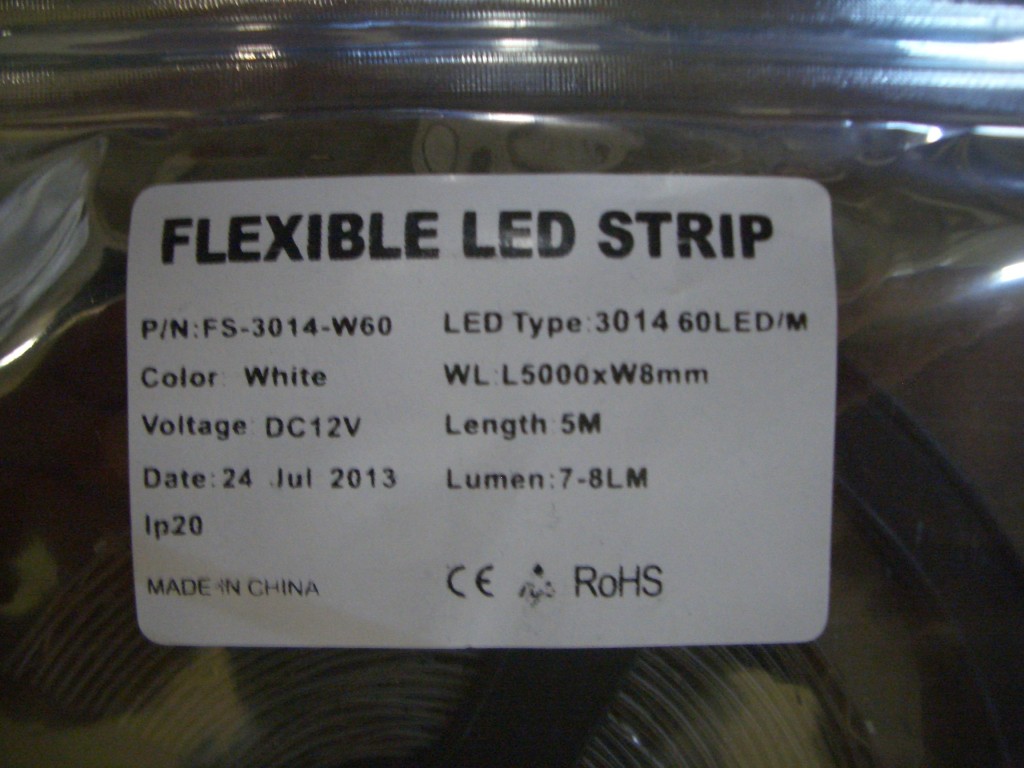 FLEXIBLE LED STRIP
P/N:FS-3014-W60 LED Type:3014 60LED/M
Color: White WL:L5000xW8mm
Voltage: DC12V Length:5M
Date:24 Jul 2013 Lumen:7-8LM
Ip20
MADE IN CHINA CE RoHS